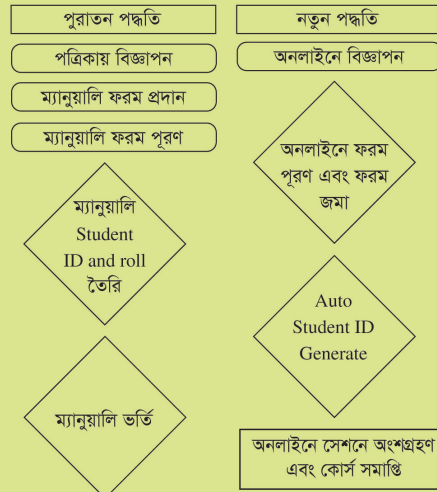 পুরাতন পদ্ধতি
পত্রিকায় বিজ্ঞাপন
ম্যানুয়ালি ফরম প্রদান
ম্যানুয়ালি ফরম পূরণ
ম্যানুয়ালি
Student
ID and roll
তৈরি
ম্যানুয়ালি ভর্তি
নতুন পদ্ধতি
অনলাইনে বিজ্ঞাপন
অনলাইনে ফরম
পূরণ এবং ফরম
জমা
Auto
Student ID
Generate
অনলাইনে সেশনে অংশগ্রহণ
এবং কোর্স সমাপ্তি